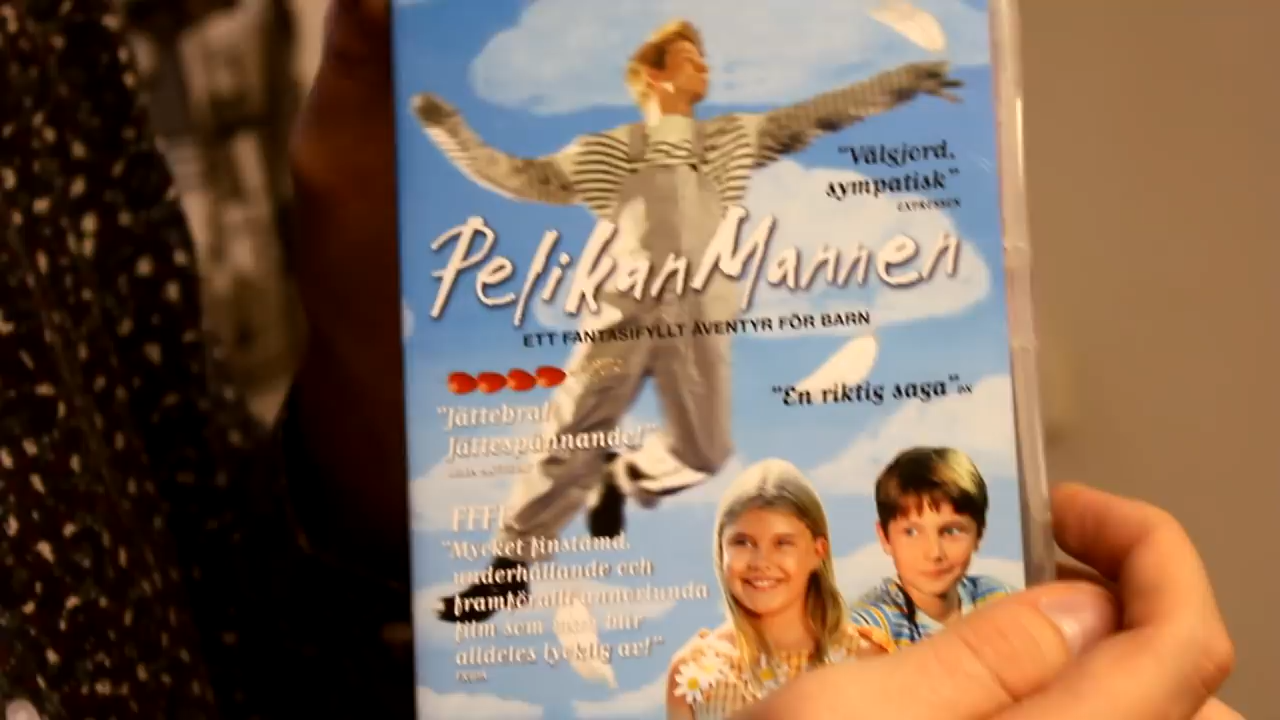 "Välgjord,
sympatisk"
EXPRESSEN
PelikanMannen
ETT FANTASIFYLLT ÄVENTYR FÖR BARN
"En riktig saga"
"Jättebra!
Jättespännande!"
FFFF
"Mycket finstämd,
underhållande och
framförallt annorlunda
film som man blir
alldeles lycklig av!"